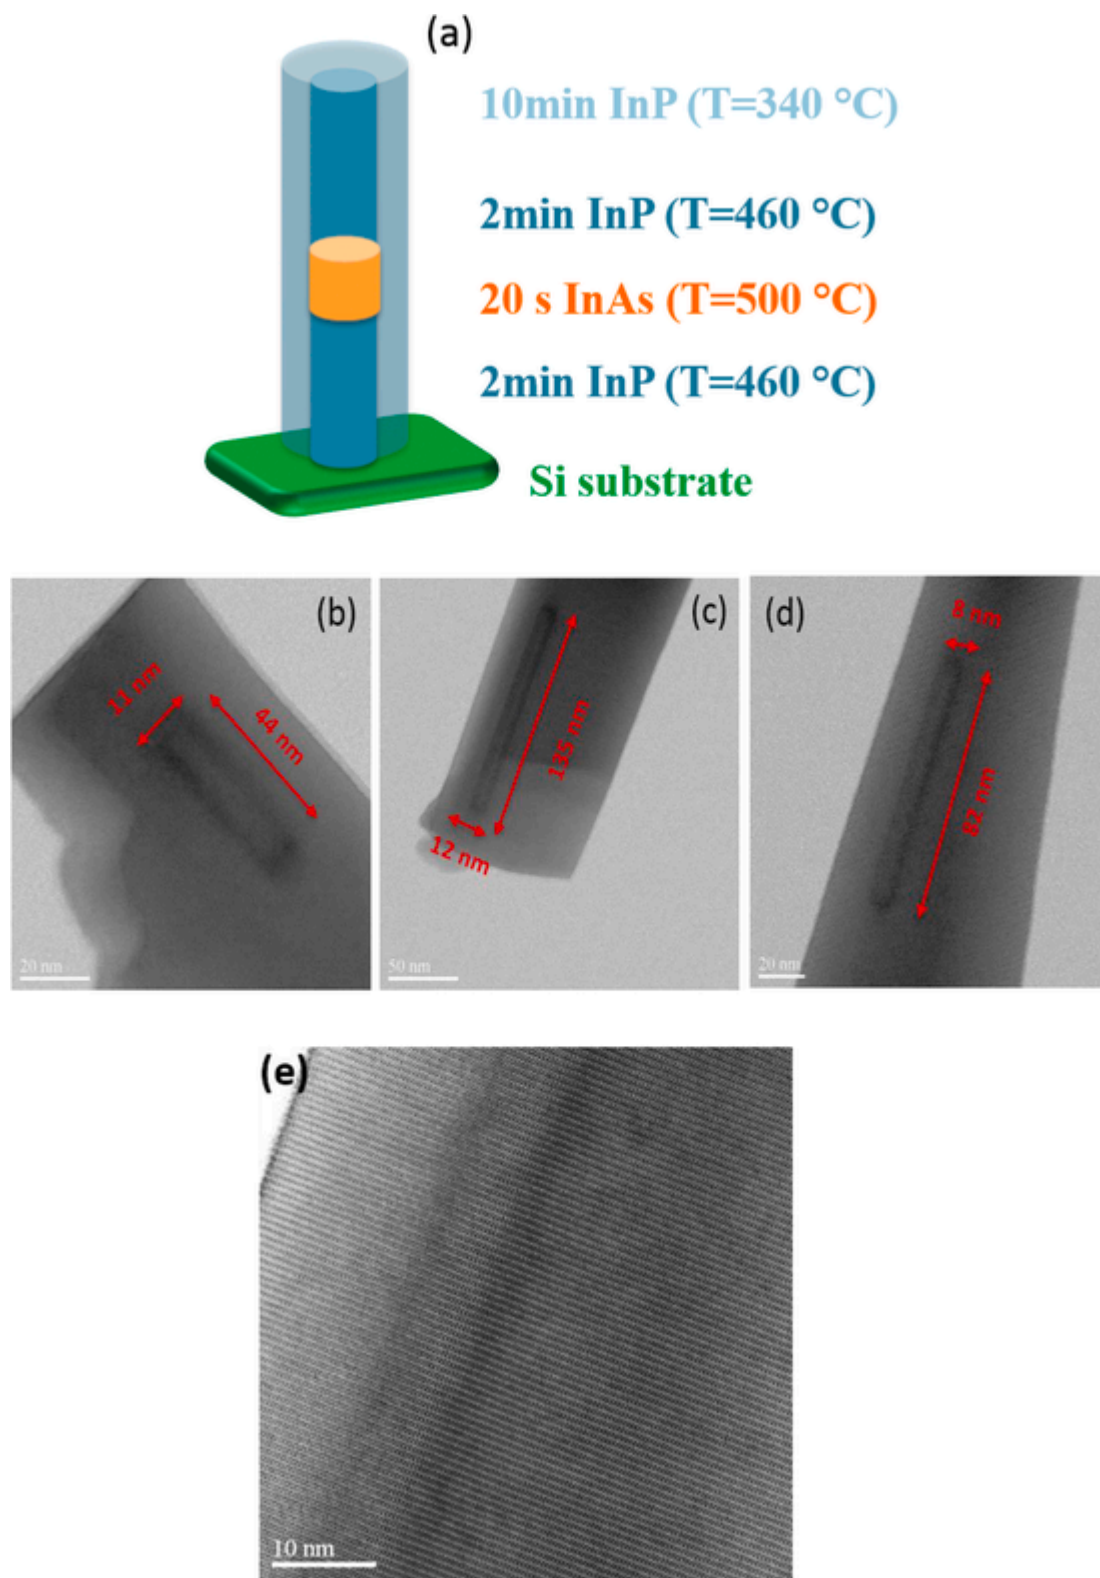 (a)
10min InP (T=340 °C)
2min InP (T=460 °C)
20 s InAs (T=500 °C)
2min InP (T=460 °C)
Si substrate
(b)
11 nm
44 nm
20 nm
(c)
135 nm
12 nm
50 nm
(d)
8 nm
82 nm
20 nm
(e)
10 nm